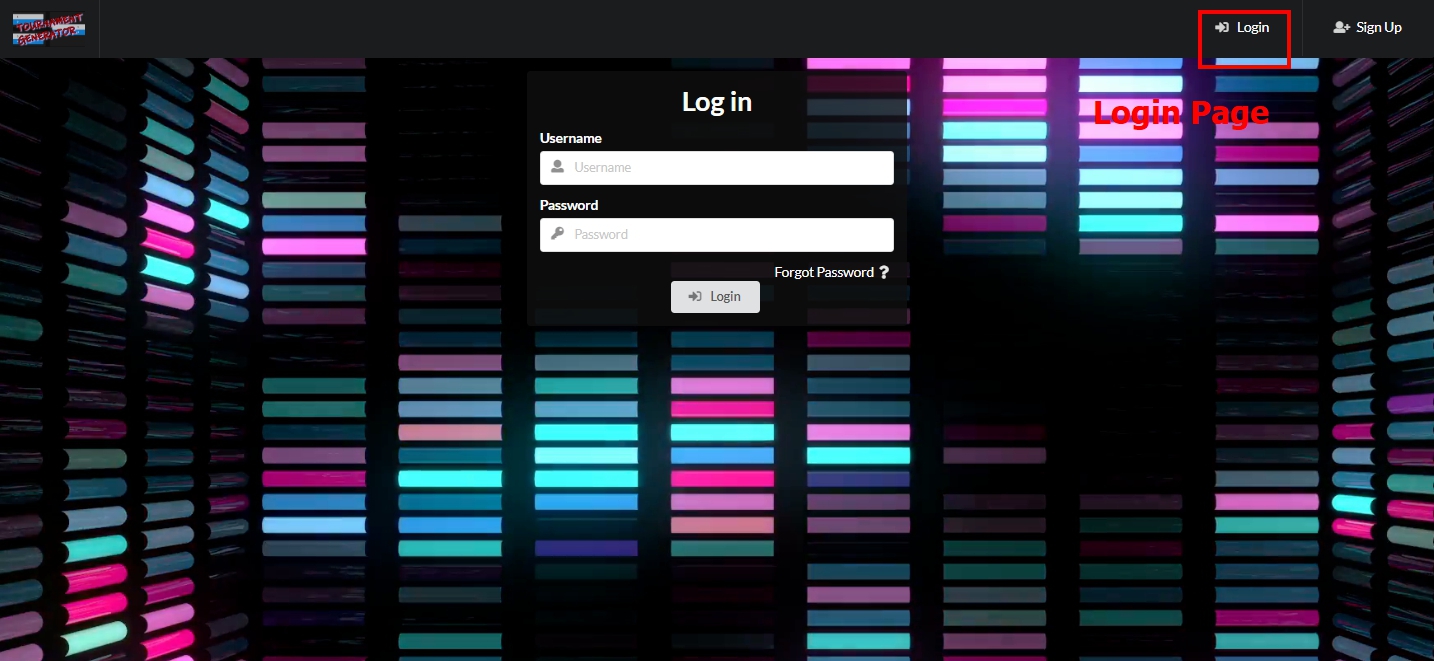 TOURNAMENT
GENERATOR
Login
Sign Up
Log in
Login Page
Username
Username
Password
Password
Forgot Password ?
Login